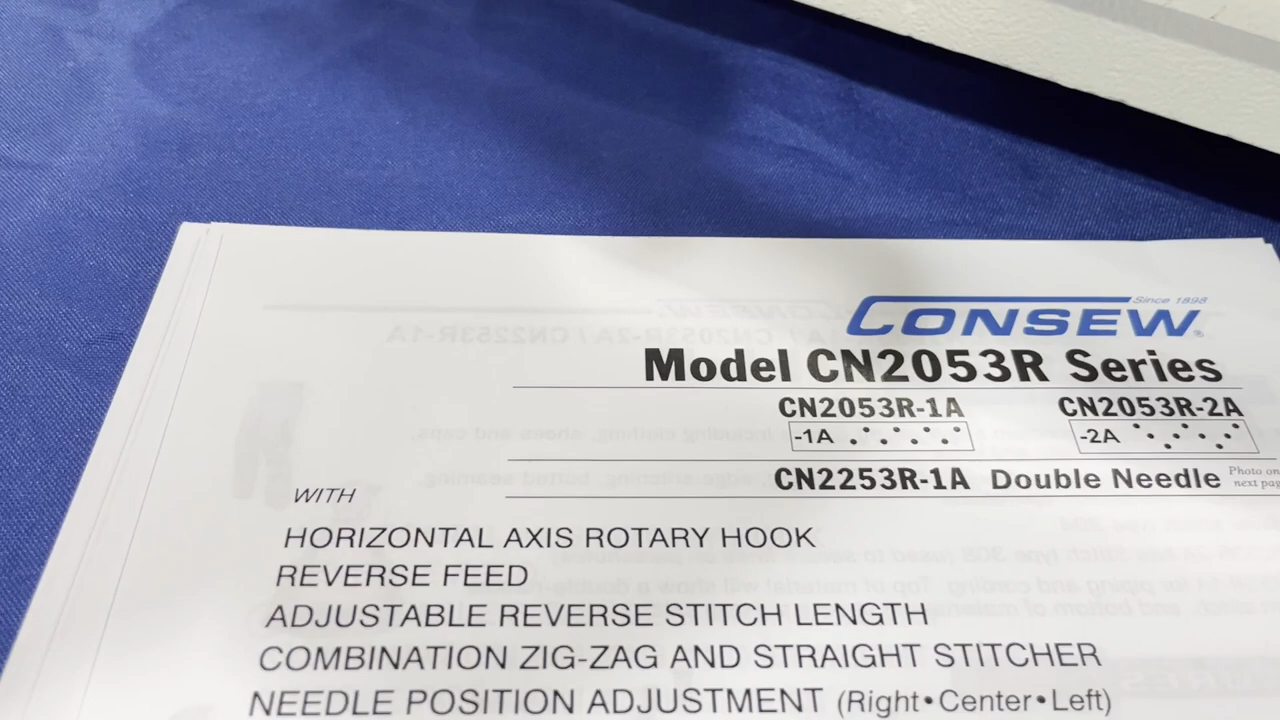 Since 1898
CONSEW®
Model CN2053R Series
CN2053R-1A CN2053R-2A
-1A -2A
CN2253R-1A Double Needle Photo on
next pag
WITH
HORIZONTAL AXIS ROTARY HOOK
REVERSE FEED
ADJUSTABLE REVERSE STITCH LENGTH
COMBINATION ZIG-ZAG AND STRAIGHT STITCHER
NEEDLE POSITION ADJUSTMENT (Right•Center•Left)